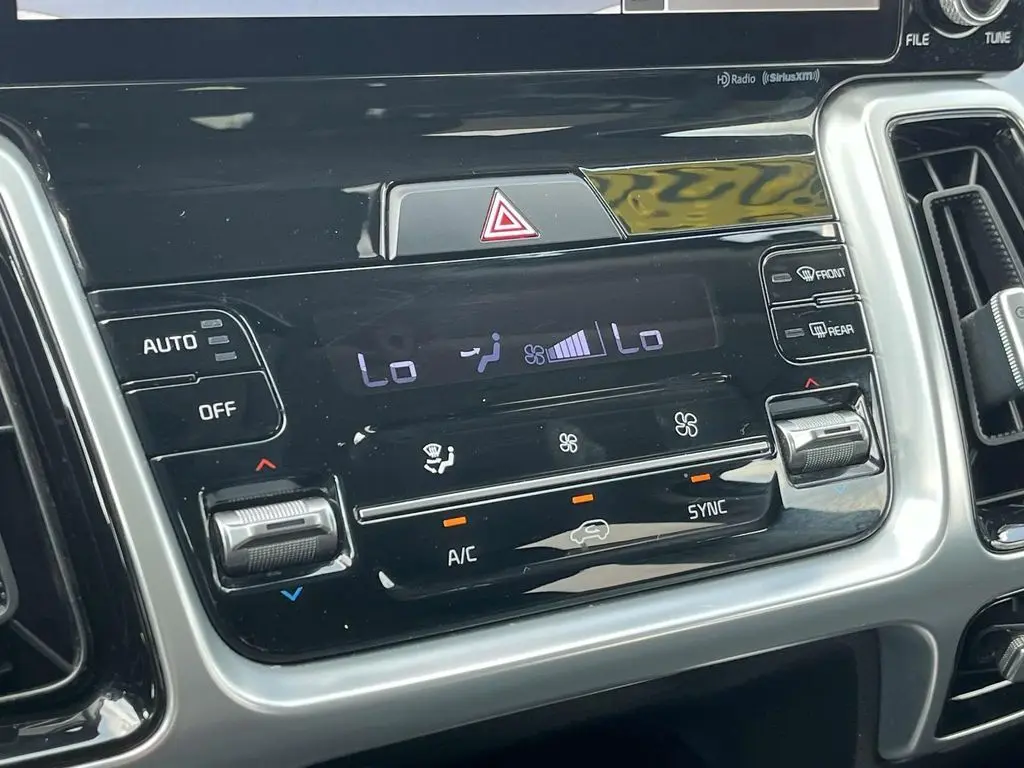 FILE TUNE
HD Radio ((SiriusXM))
FRONT
AUTO
Lo Lo
REAR
OFF
A/C
SYNC